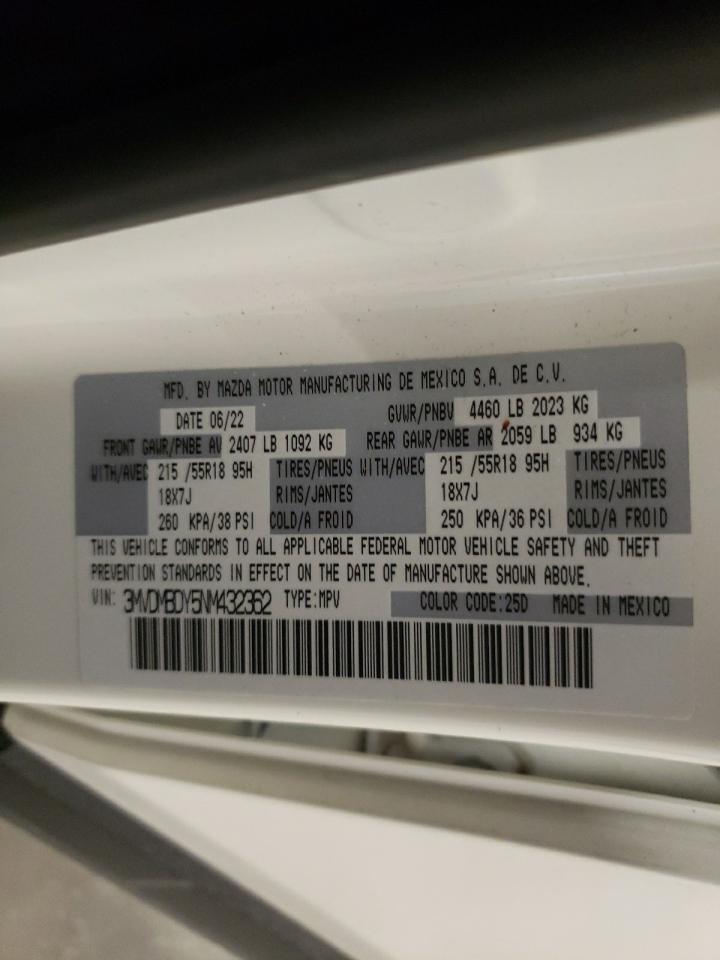 MFD. BY MAZDA MOTOR MANUFACTURING DE MEXICO S.A. DE C.V.
DATE 06/22 GVWR/PNBV 4460 LB 2023 KG
FRONT GAWR/PNBE AV 2407 LB 1092 KG REAR GAWR/PNBE AR 2059 LB 934 KG
WITH/AVEC 215 /55R18 95H TIRES/PNEUS WITH/AVEC 215 /55R18 95H TIRES/PNEUS
18X7J RIMS/JANTES 18X7J RIMS/JANTES
260 KPA/38 PSI COLD/A FROID 250 KPA/36 PSI COLD/A FROID
THIS VEHICLE CONFORMS TO ALL APPLICABLE FEDERAL MOTOR VEHICLE SAFETY AND THEFT
PREVENTION STANDARDS IN EFFECT ON THE DATE OF MANUFACTURE SHOWN ABOVE.
VIN: 3MVDMBDY5NM432362 TYPE:MPV COLOR CODE:25D MADE IN MEXICO